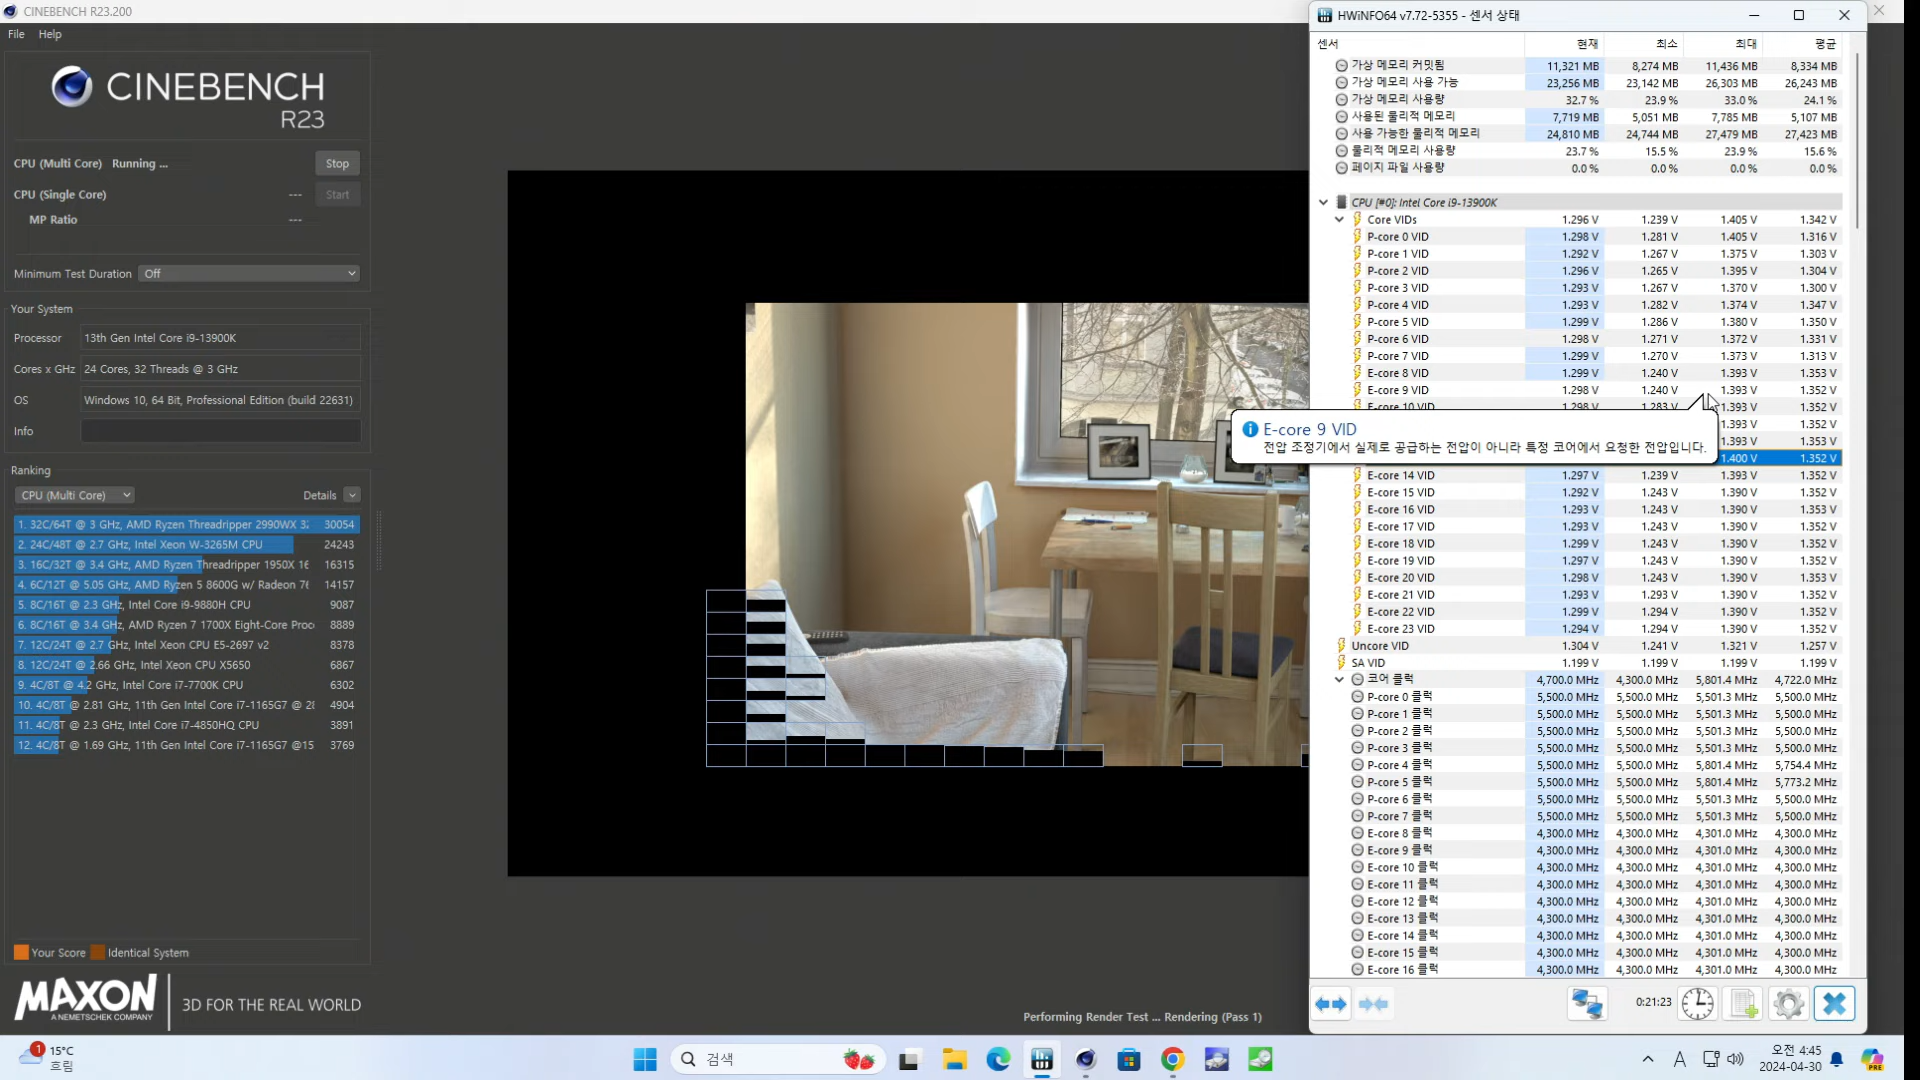 CINEBENCH R23.200
File Help
CINEBENCH
R23
CPU (Multi Core) Running ... Stop
CPU (Single Core) --- Start
MP Ratio ---
Minimum Test Duration Off
Your System
Processor 13th Gen Intel Core i9-13900K
Cores x GHz 24 Cores, 32 Threads @ 3 GHz
OS Windows 10, 64 Bit, Professional Edition (build 22631)
Info
Ranking
CPU (Multi Core) Details
1. 32C/64T @ 3 GHz, AMD Ryzen Threadripper 2990WX 30054
2. 24C/48T @ 2.7 GHz, Intel Xeon W-3265M CPU 24243
3. 16C/32T @ 3.4 GHz, AMD Ryzen Threadripper 1950X 16315
4. 6C/12T @ 5.05 GHz, AMD Ryzen 5 8600G w/ Radeon 14157
5. 8C/16T @ 2.3 GHz, Intel Core i9-9880H CPU 9087
6. 8C/16T @ 3.4 GHz, AMD Ryzen 7 1700X Eight-Core Proc 8889
7. 12C/24T @ 2.7 GHz, Intel Xeon CPU E5-2697 v2 8378
8. 12C/24T @ 2.66 GHz, Intel Xeon CPU X5650 6867
9. 4C/8T @ 4.2 GHz, Intel Core i7-7700K CPU 6302
10. 4C/8T @ 2.81 GHz, 11th Gen Intel Core i7-1165G7 @ 4904
11. 4C/8T @ 2.3 GHz, Intel Core i7-4850HQ CPU 3891
12. 4C/8T @ 1.69 GHz, 11th Gen Intel Core i7-1165G7 @15 3769
Your Score Identical System
MAXON
A NEMETSCHEK COMPANY
3D FOR THE REAL WORLD
Performing Render Test ... Rendering (Pass 1)
HWiNFO64 v7.72-5355 - 센서 상태
센서 현재 최소 최대 평균
가상 메모리 커밋됨 11,321 MB 8,274 MB 11,436 MB 8,334 MB
가상 메모리 사용 가능 23,256 MB 23,142 MB 26,303 MB 26,243 MB
가상 메모리 사용량 32.7 % 23.9 % 33.0 % 24.1 %
사용된 물리적 메모리 7,719 MB 5,051 MB 7,785 MB 5,107 MB
사용 가능한 물리적 메모리 24,810 MB 24,744 MB 27,479 MB 27,423 MB
물리적 메모리 사용량 23.7 % 15.5 % 23.9 % 15.6 %
페이지 파일 사용량 0.0 % 0.0 % 0.0 % 0.0 %
CPU [#0]: Intel Core i9-13900K
Core VIDs 1.296 V 1.239 V 1.405 V 1.342 V
P-core 0 VID 1.298 V 1.281 V 1.405 V 1.316 V
P-core 1 VID 1.292 V 1.267 V 1.375 V 1.303 V
P-core 2 VID 1.296 V 1.265 V 1.395 V 1.304 V
P-core 3 VID 1.293 V 1.267 V 1.370 V 1.300 V
P-core 4 VID 1.293 V 1.282 V 1.374 V 1.347 V
P-core 5 VID 1.299 V 1.286 V 1.380 V 1.350 V
P-core 6 VID 1.298 V 1.271 V 1.372 V 1.331 V
P-core 7 VID 1.299 V 1.270 V 1.373 V 1.313 V
E-core 8 VID 1.299 V 1.240 V 1.393 V 1.353 V
E-core 9 VID 1.298 V 1.240 V 1.393 V 1.352 V
E-core 10 VID 1.298 V 1.283 V 1.393 V 1.352 V
1.393 V 1.352 V
1.393 V 1.353 V
1.400 V 1.352 V
E-core 9 VID
전압 조정기에서 실제로 공급하는 전압이 아니라 특정 코어에서 요청한 전압입니다.
E-core 14 VID 1.297 V 1.239 V 1.393 V 1.352 V
E-core 15 VID 1.292 V 1.243 V 1.390 V 1.352 V
E-core 16 VID 1.293 V 1.243 V 1.390 V 1.352 V
E-core 17 VID 1.293 V 1.243 V 1.390 V 1.352 V
E-core 18 VID 1.299 V 1.243 V 1.390 V 1.352 V
E-core 19 VID 1.297 V 1.243 V 1.390 V 1.352 V
E-core 20 VID 1.298 V 1.243 V 1.390 V 1.353 V
E-core 21 VID 1.293 V 1.293 V 1.390 V 1.352 V
E-core 22 VID 1.299 V 1.294 V 1.390 V 1.352 V
E-core 23 VID 1.294 V 1.294 V 1.390 V 1.352 V
Uncore VID 1.304 V 1.241 V 1.321 V 1.257 V
SA VID 1.199 V 1.199 V 1.199 V 1.199 V
코어 클럭 4,700.0 MHz 4,300.0 MHz 5,801.4 MHz 4,722.0 MHz
P-core 0 클럭 5,500.0 MHz 5,500.0 MHz 5,501.3 MHz 5,500.0 MHz
P-core 1 클럭 5,500.0 MHz 5,500.0 MHz 5,501.3 MHz 5,500.0 MHz
P-core 2 클럭 5,500.0 MHz 5,500.0 MHz 5,501.3 MHz 5,500.0 MHz
P-core 3 클럭 5,500.0 MHz 5,500.0 MHz 5,501.3 MHz 5,500.0 MHz
P-core 4 클럭 5,500.0 MHz 5,500.0 MHz 5,801.4 MHz 5,754.4 MHz
P-core 5 클럭 5,500.0 MHz 5,500.0 MHz 5,801.4 MHz 5,773.2 MHz
P-core 6 클럭 5,500.0 MHz 5,500.0 MHz 5,501.3 MHz 5,500.0 MHz
P-core 7 클럭 5,500.0 MHz 5,500.0 MHz 5,501.3 MHz 5,500.0 MHz
E-core 8 클럭 4,300.0 MHz 4,300.0 MHz 4,301.0 MHz 4,300.0 MHz
E-core 9 클럭 4,300.0 MHz 4,300.0 MHz 4,301.0 MHz 4,300.0 MHz
E-core 10 클럭 4,300.0 MHz 4,300.0 MHz 4,301.0 MHz 4,300.0 MHz
E-core 11 클럭 4,300.0 MHz 4,300.0 MHz 4,301.0 MHz 4,300.0 MHz
E-core 12 클럭 4,300.0 MHz 4,300.0 MHz 4,301.0 MHz 4,300.0 MHz
E-core 13 클럭 4,300.0 MHz 4,300.0 MHz 4,301.0 MHz 4,300.0 MHz
E-core 14 클럭 4,300.0 MHz 4,300.0 MHz 4,301.0 MHz 4,300.0 MHz
E-core 15 클럭 4,300.0 MHz 4,300.0 MHz 4,301.0 MHz 4,300.0 MHz
E-core 16 클럭 4,300.0 MHz 4,300.0 MHz 4,301.0 MHz 4,300.0 MHz
0:21:23
1 15°C
흐림
검색
PRE
A
오전 4:45
2024-04-30